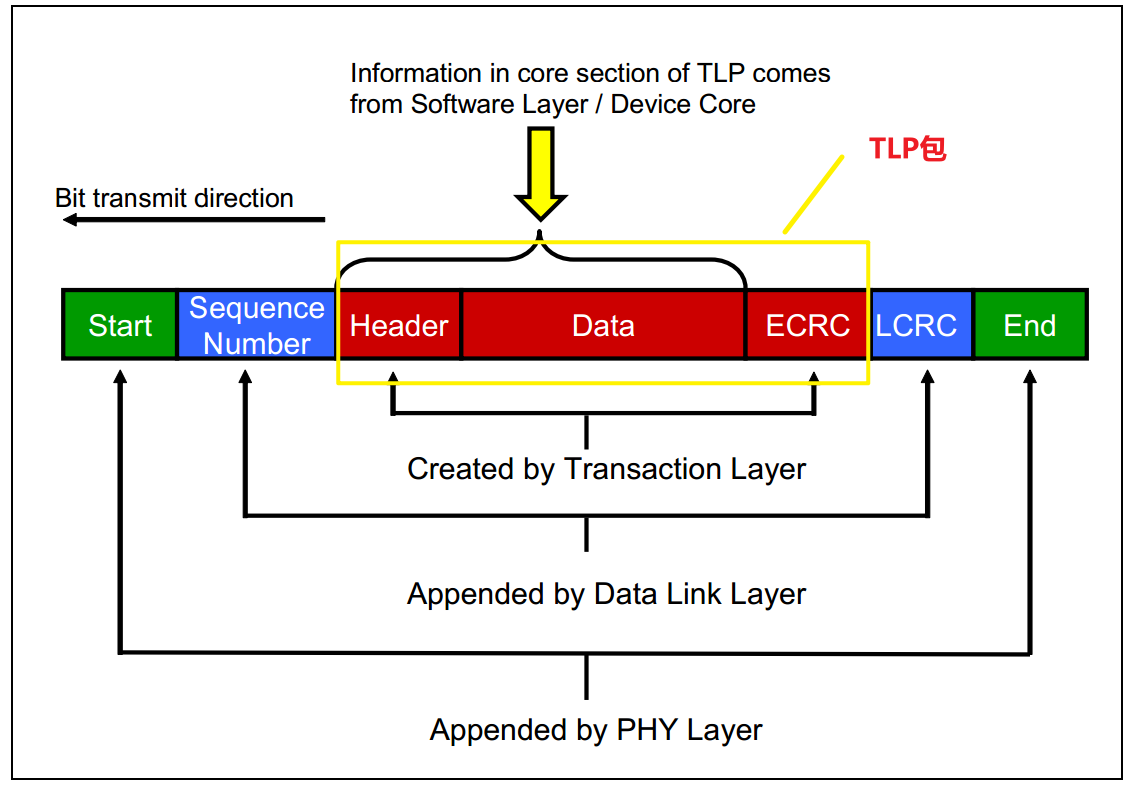 Information in core section of TLP comes
from Software Layer / Device Core
TLP包
Bit transmit direction
Start
Sequence
Number
Header
Data
ECRC
LCRC
End
Created by Transaction Layer
Appended by Data Link Layer
Appended by PHY Layer